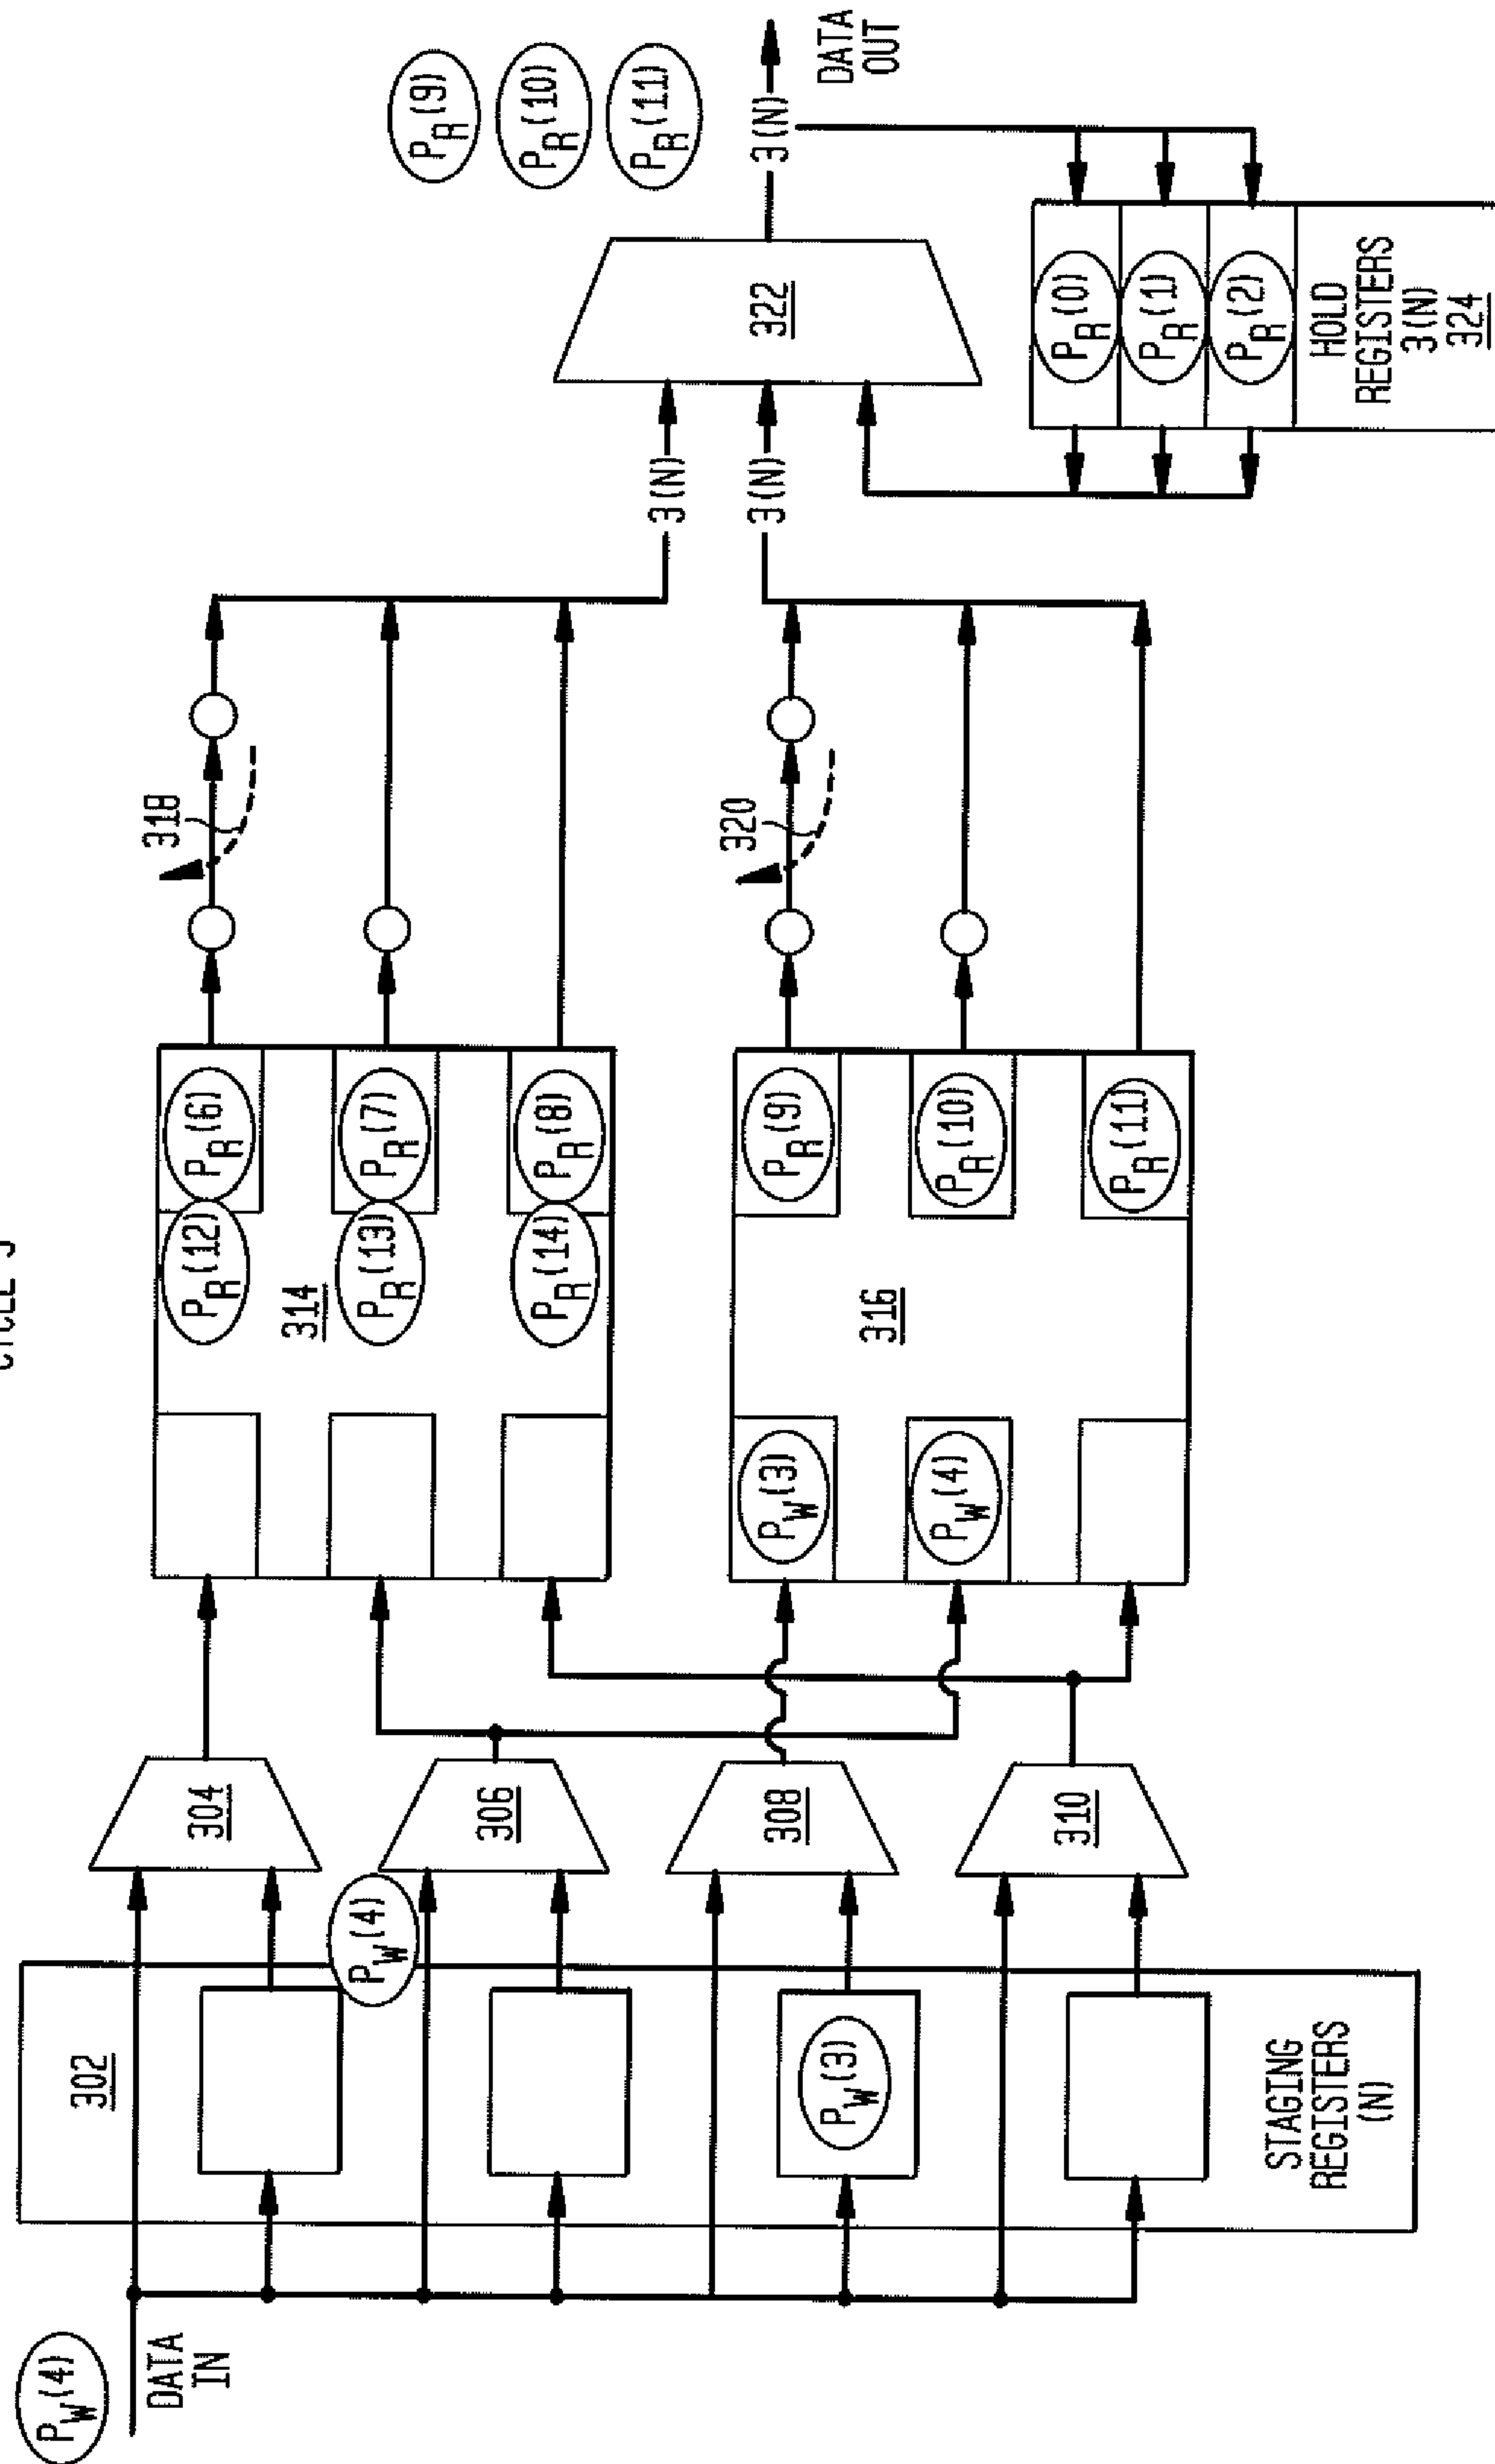 CYCLE
P_W(4)
DATA
IN
302
P_W(4)
P_W(3)
STAGING
REGISTERS
(N)
304
306
308
310
P_R(12)
P_R(6)
P_R(13)
P_R(7)
314
P_R(14)
P_R(8)
P_W(3)
P_R(9)
316
P_W(4)
P_R(10)
P_R(11)
318
320
3(N)
3(N)
322
P_R(9)
P_R(10)
P_R(11)
3(N)
DATA
OUT
P_R(0)
P_R(1)
P_R(2)
HOLD
REGISTERS
3(N)
324